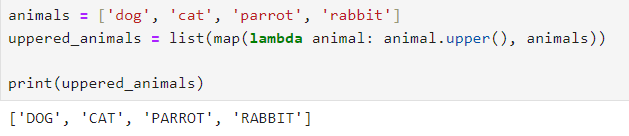 animals = ['dog', 'cat', 'parrot', 'rabbit']
uppered_animals = list(map(lambda animal: animal.upper(), animals))
print(uppered_animals)
['DOG', 'CAT', 'PARROT', 'RABBIT']